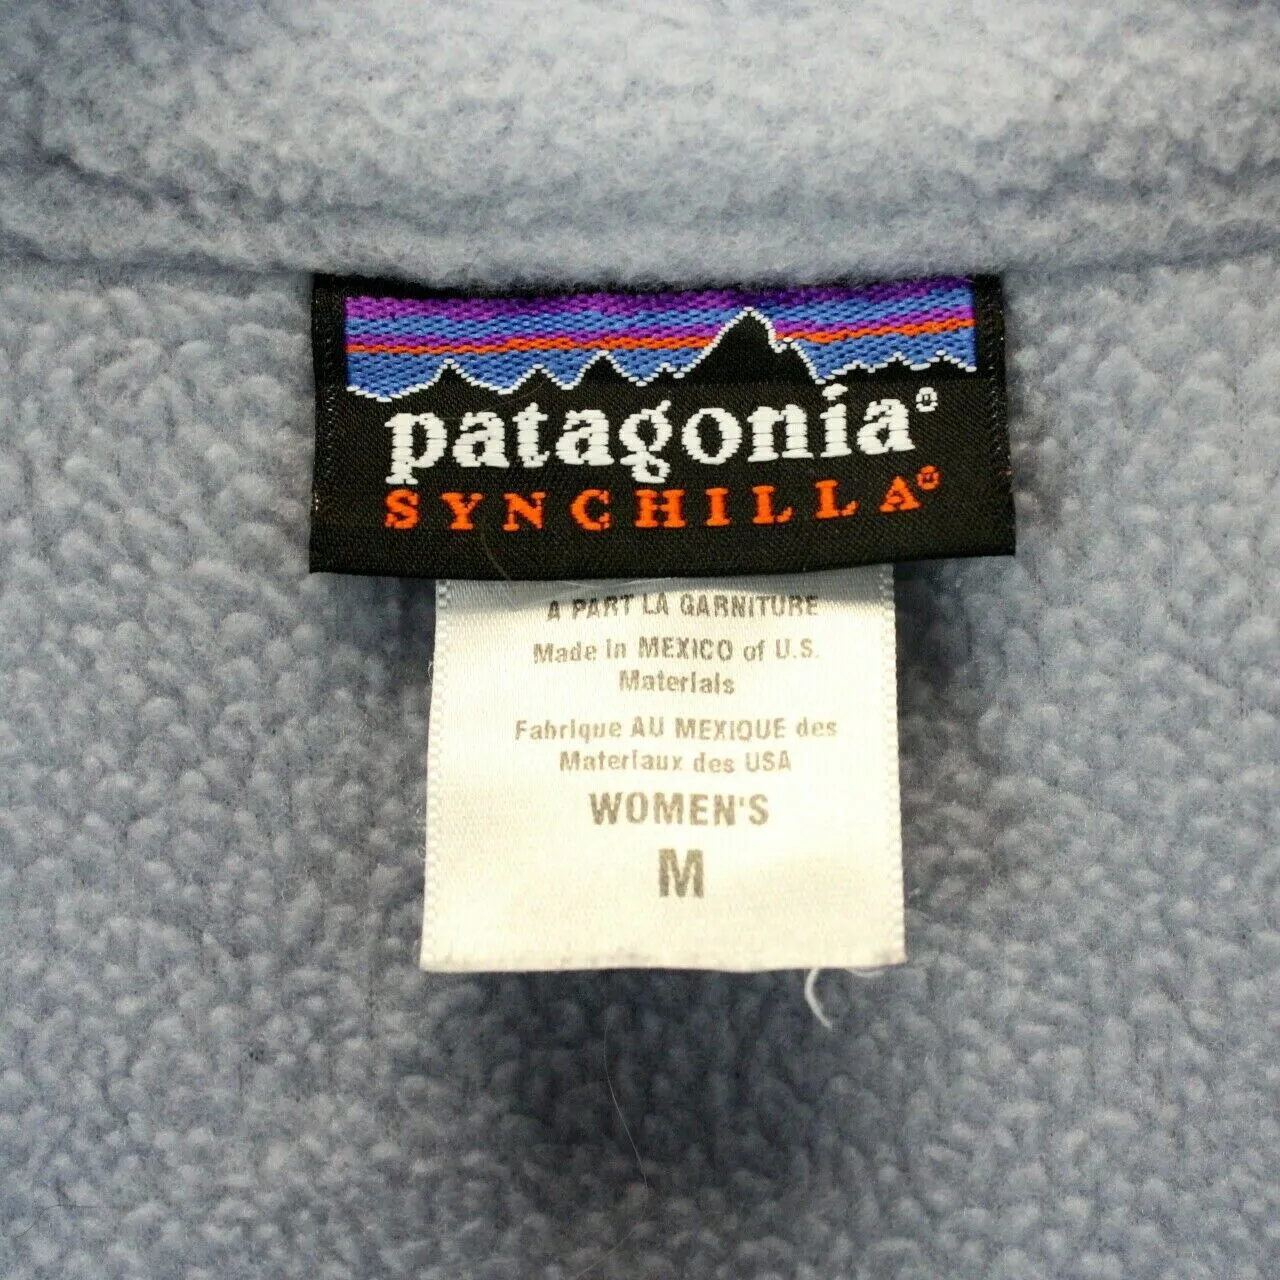 patagonia®
SYNCHILLA®
A PART LA GARNITURE
Made in MEXICO of U.S.
Materials
Fabrique AU MEXIQUE des
Materiaux des USA
WOMEN'S
M